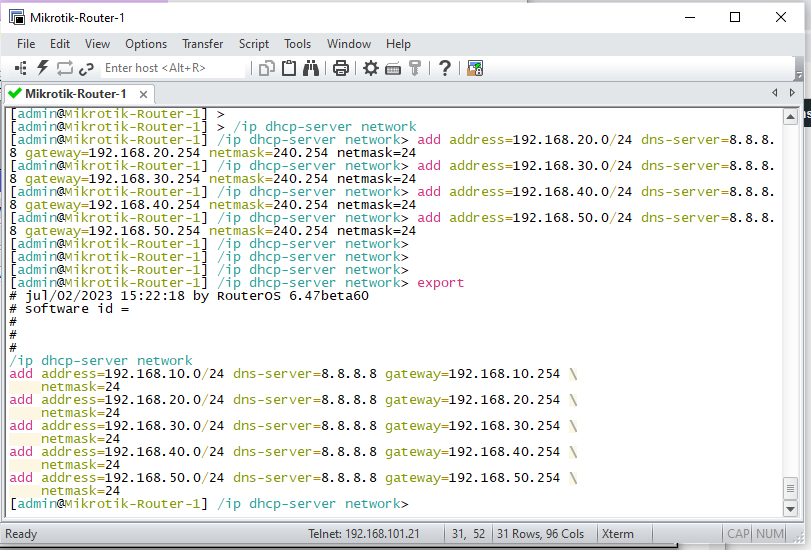 Mikrotik-Router-1
File Edit View Options Transfer Script Tools Window Help
Enter host <Alt+R>
Mikrotik-Router-1
[admin@Mikrotik-Router-1] >
[admin@Mikrotik-Router-1] > /ip dhcp-server network
[admin@Mikrotik-Router-1] /ip dhcp-server network> add address=192.168.20.0/24 dns-server=8.8.8.
8 gateway=192.168.20.254 netmask=240.254 netmask=24
[admin@Mikrotik-Router-1] /ip dhcp-server network> add address=192.168.30.0/24 dns-server=8.8.8.
8 gateway=192.168.30.254 netmask=240.254 netmask=24
[admin@Mikrotik-Router-1] /ip dhcp-server network> add address=192.168.40.0/24 dns-server=8.8.8.
8 gateway=192.168.40.254 netmask=240.254 netmask=24
[admin@Mikrotik-Router-1] /ip dhcp-server network> add address=192.168.50.0/24 dns-server=8.8.8.
8 gateway=192.168.50.254 netmask=240.254 netmask=24
[admin@Mikrotik-Router-1] /ip dhcp-server network>
[admin@Mikrotik-Router-1] /ip dhcp-server network>
[admin@Mikrotik-Router-1] /ip dhcp-server network>
[admin@Mikrotik-Router-1] /ip dhcp-server network> export
# jul/02/2023 15:22:18 by RouterOS 6.47beta60
# software id =
#
#
#
/ip dhcp-server network
add address=192.168.10.0/24 dns-server=8.8.8.8 gateway=192.168.10.254 \
netmask=24
add address=192.168.20.0/24 dns-server=8.8.8.8 gateway=192.168.20.254 \
netmask=24
add address=192.168.30.0/24 dns-server=8.8.8.8 gateway=192.168.30.254 \
netmask=24
add address=192.168.40.0/24 dns-server=8.8.8.8 gateway=192.168.40.254 \
netmask=24
add address=192.168.50.0/24 dns-server=8.8.8.8 gateway=192.168.50.254 \
netmask=24
[admin@Mikrotik-Router-1] /ip dhcp-server network>
Ready Telnet: 192.168.101.21 31, 52 31 Rows, 96 Cols Xterm CAP NUM